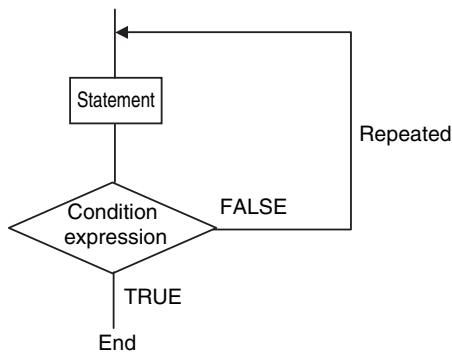 Statement
Repeated
Condition
expression
FALSE
TRUE
End